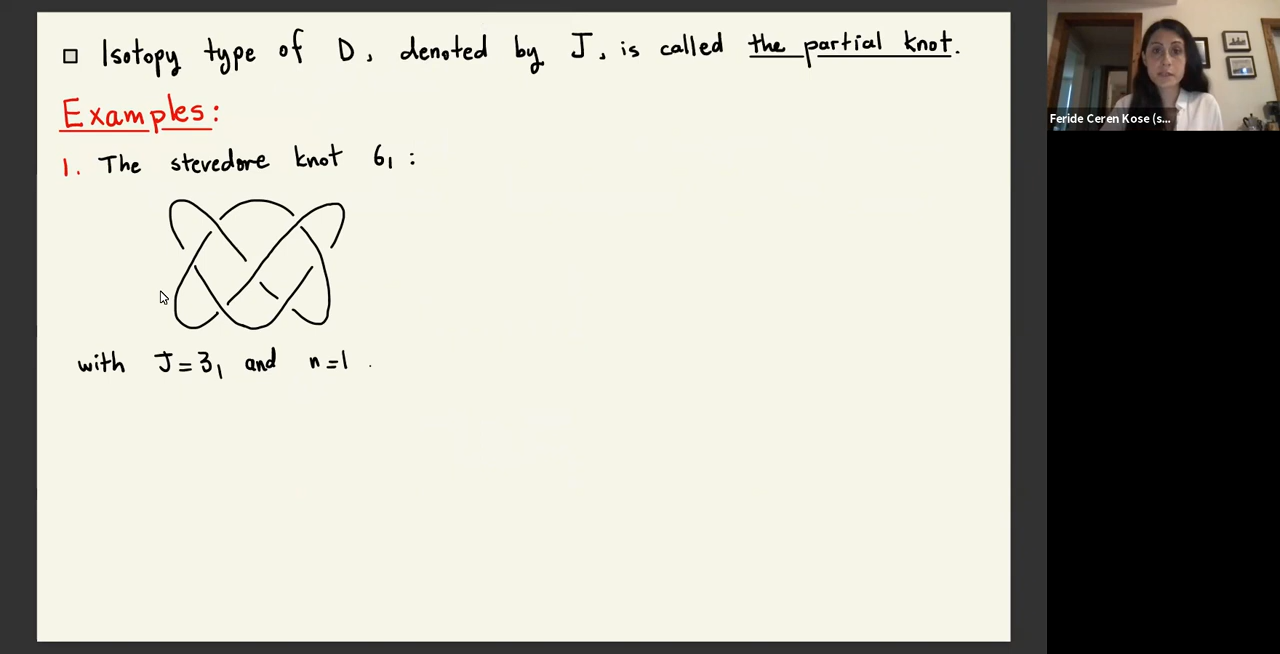 □ Isotopy type of D, denoted by J, is called the partial knot.
Feride Ceren Kose (s...
Examples:
1. The stevedore knot 6₁ :
with J = 3₁ and n = 1 .